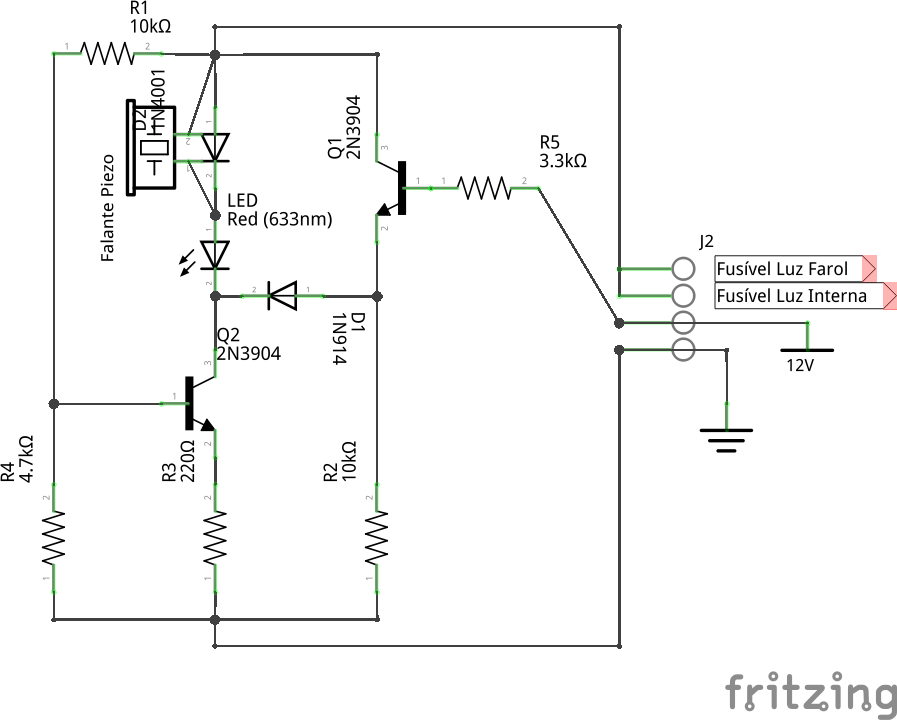 R1
10kΩ
1
2
D2
1N4001
1
2
2
1
Falante Piezo
LED
Red (633nm)
1
2
Q1
2N3904
3
1
2
R5
3.3kΩ
1
2
J2
Fusível Luz Farol
Fusível Luz Interna
12V
2
1
D1
1N914
Q2
2N3904
3
1
2
R4
4.7kΩ
2
1
R3
220Ω
2
1
R2
10kΩ
2
1
fritzing